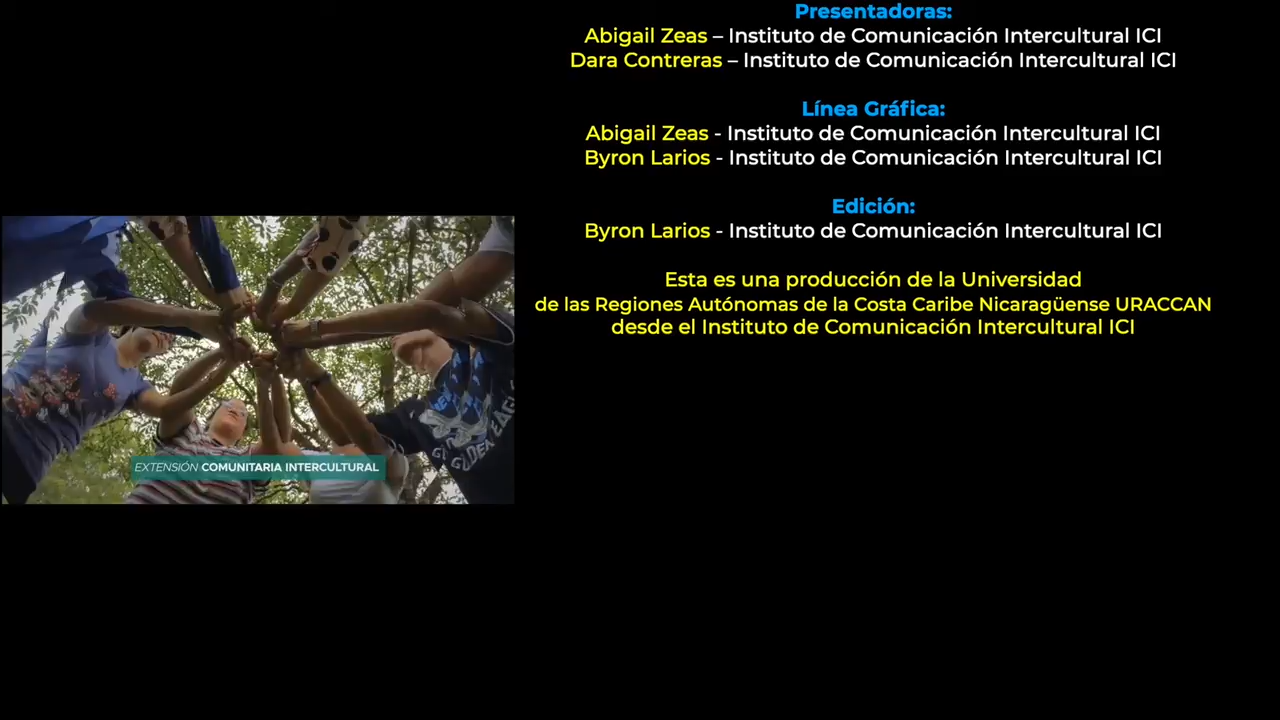 Presentadoras:
Abigail Zeas – Instituto de Comunicación Intercultural ICI
Dara Contreras – Instituto de Comunicación Intercultural ICI
Línea Gráfica:
Abigail Zeas - Instituto de Comunicación Intercultural ICI
Byron Larios - Instituto de Comunicación Intercultural ICI
Edición:
Byron Larios - Instituto de Comunicación Intercultural ICI
Esta es una producción de la Universidad
de las Regiones Autónomas de la Costa Caribe Nicaragüense URACCAN
desde el Instituto de Comunicación Intercultural ICI
EXTENSIÓN COMUNITARIA INTERCULTURAL